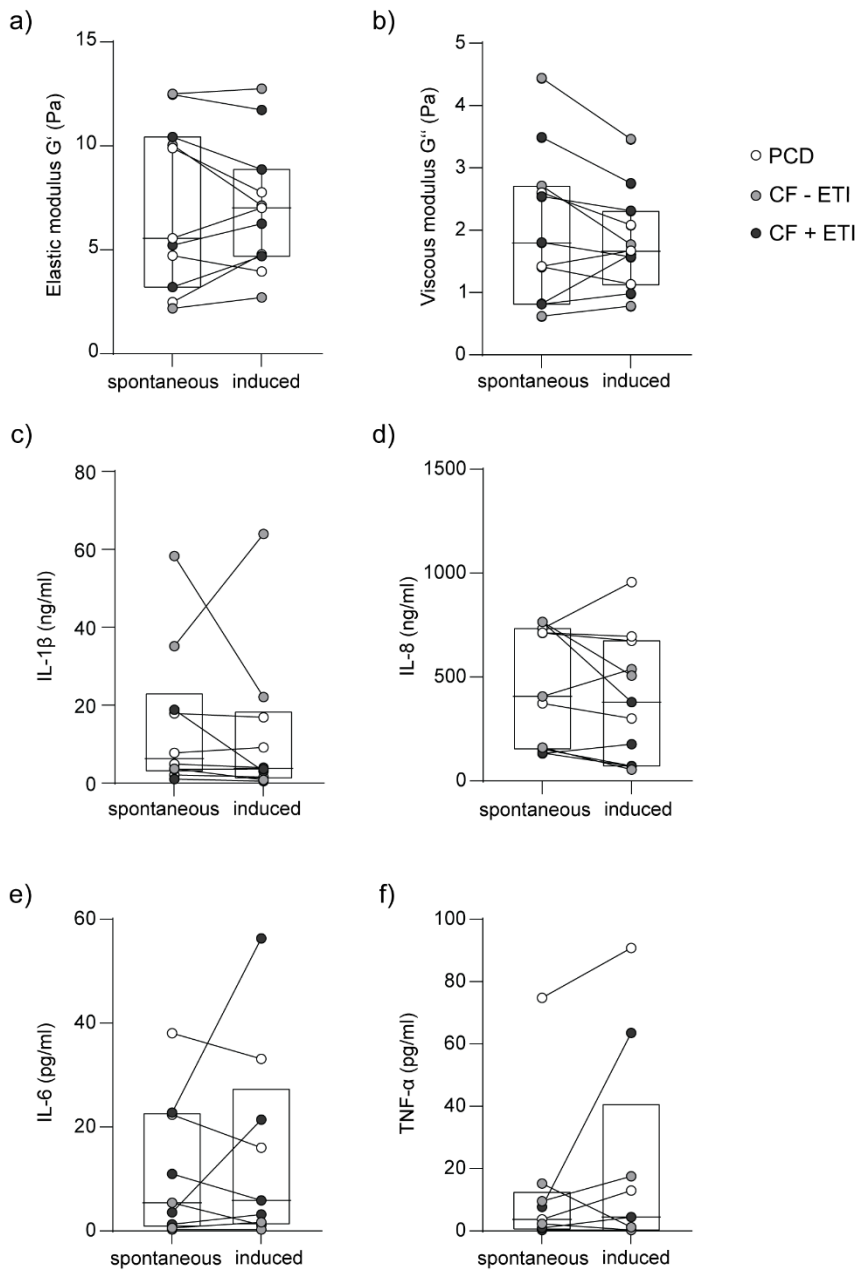 a)
15
10
5
0
Elastic modulus G‘ (Pa)
spontaneous induced
b)
5
4
3
2
1
0
Viscous modulus G‘‘ (Pa)
spontaneous induced
PCD
CF - ETI
CF + ETI
c)
80
60
40
20
0
IL-1β (ng/ml)
spontaneous induced
d)
1500
1000
500
0
IL-8 (ng/ml)
spontaneous induced
e)
60
40
20
0
IL-6 (pg/ml)
spontaneous induced
f)
100
80
60
40
20
0
TNF-α (pg/ml)
spontaneous induced